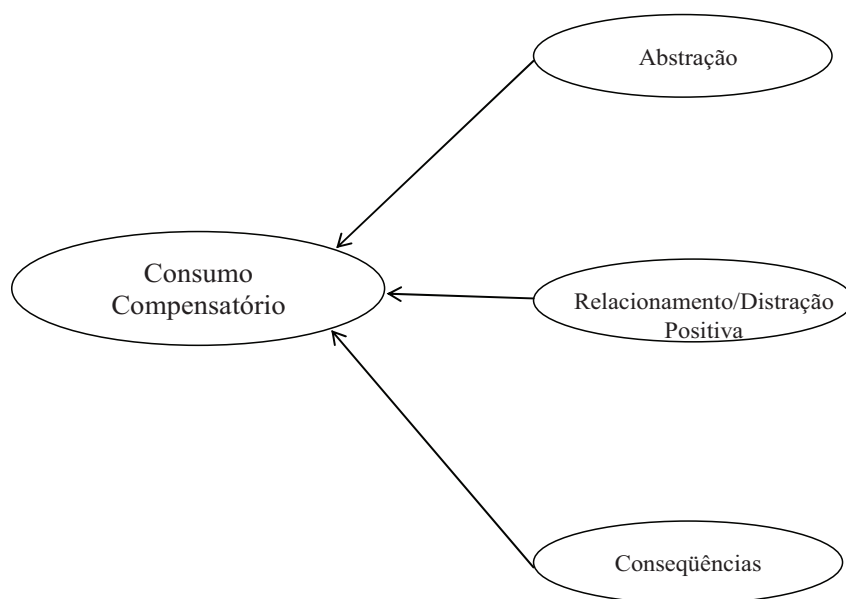 Abstração
Consumo
Compensatório
Relacionamento/Distração
Positiva
Conseqüências